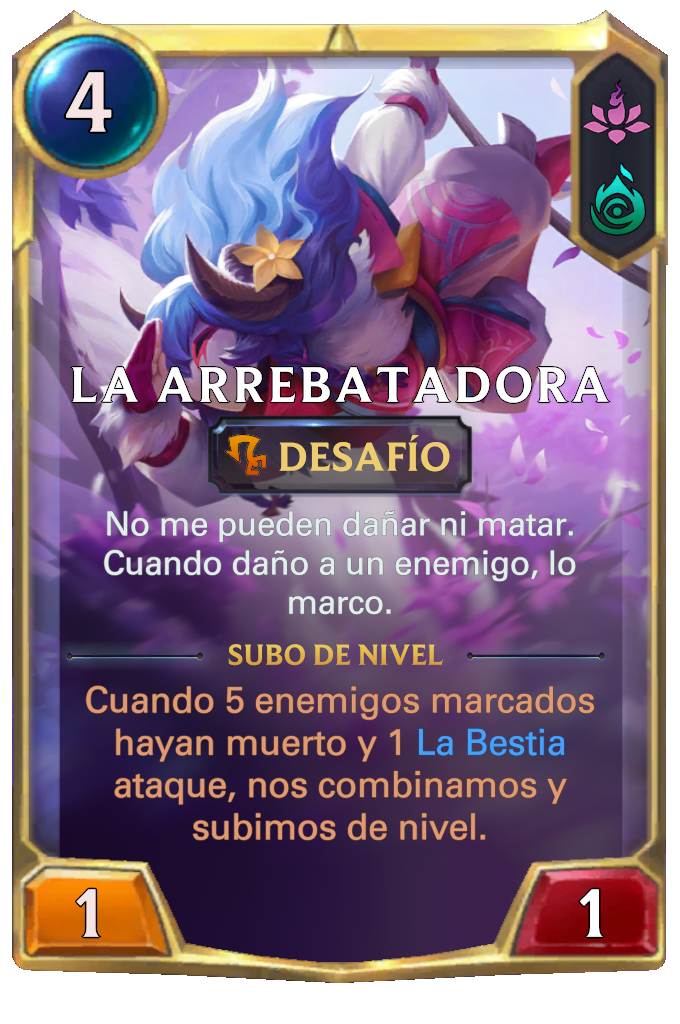 4
LA ARREBATADORA
DESAFÍO
No me pueden dañar ni matar.
Cuando daño a un enemigo, lo
marco.
SUBO DE NIVEL
Cuando 5 enemigos marcados
hayan muerto y 1 La Bestia
ataque, nos combinamos y
subimos de nivel.
1
1